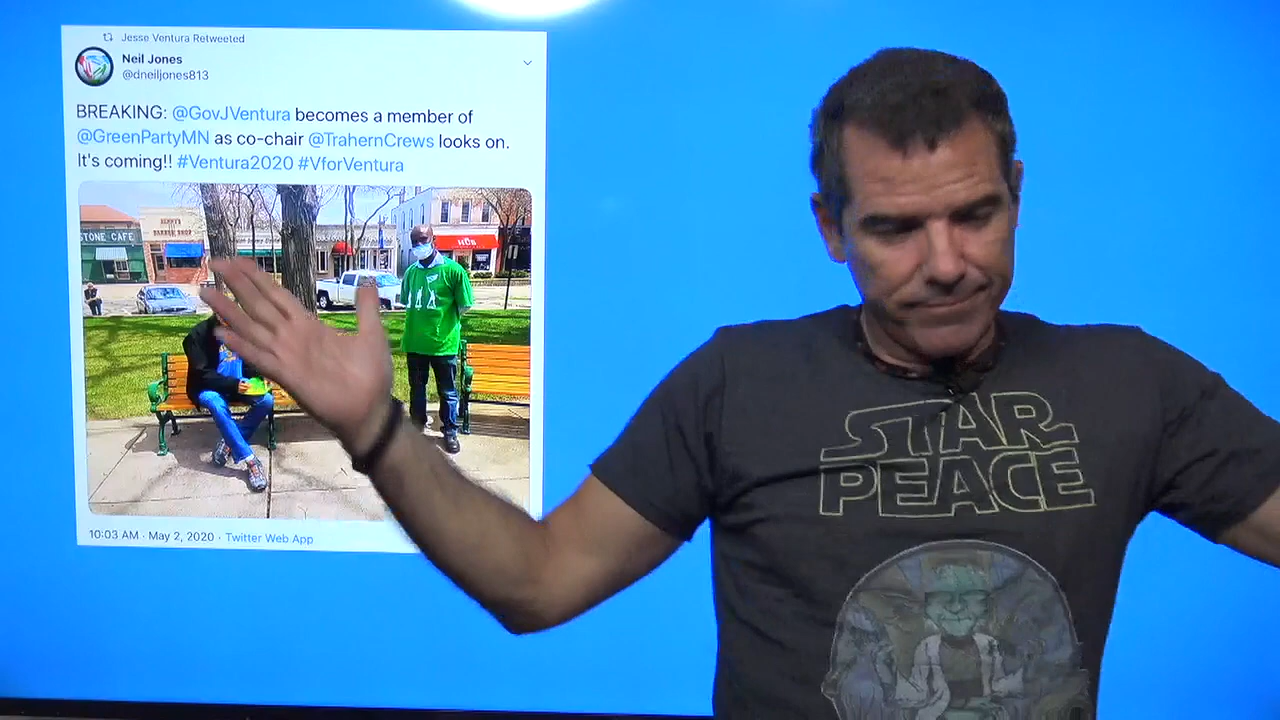 Jesse Ventura Retweeted
Neil Jones
@dneiljones813
BREAKING: @GovJVentura becomes a member of
@GreenPartyMN as co-chair @TrahernCrews looks on.
It's coming!! #Ventura2020 #VforVentura
STONE CAFE
10:03 AM · May 2, 2020 · Twitter Web App
STAR
PEACE